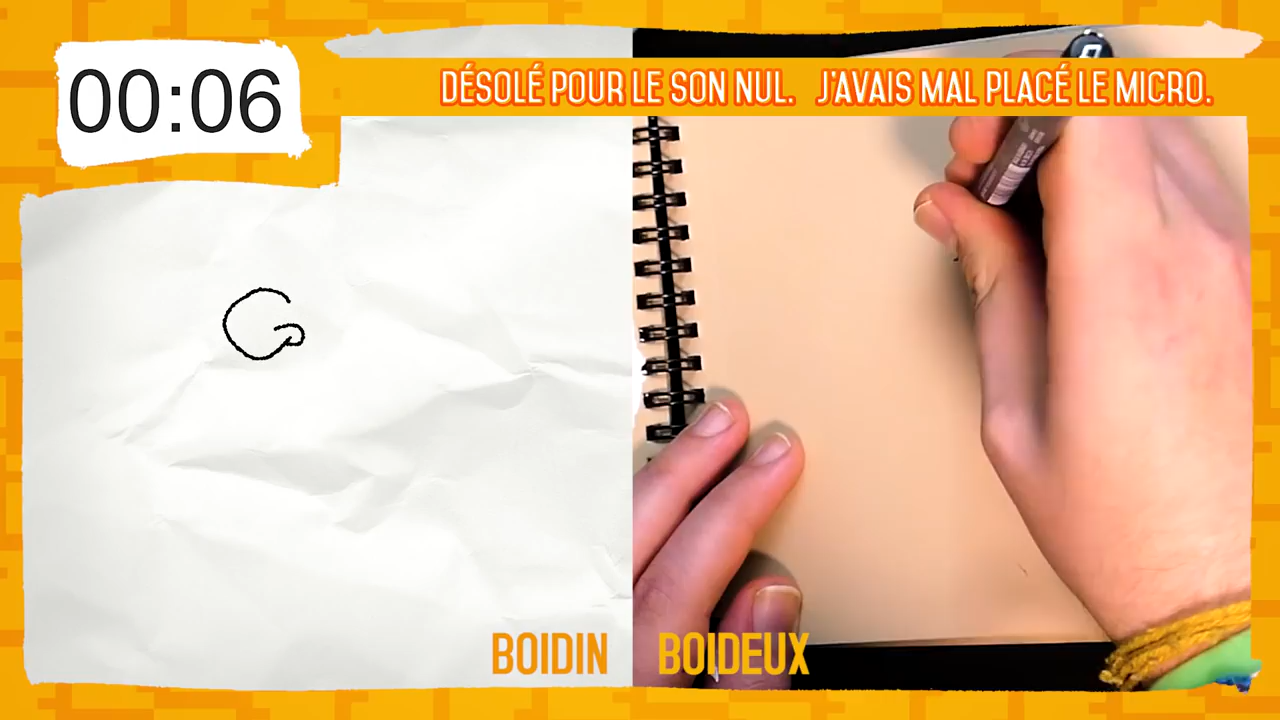 00:06
DÉSOLÉ POUR LE SON NUL. J'AVAIS MAL PLACÉ LE MICRO.
BOIDIN
BOIDEUX